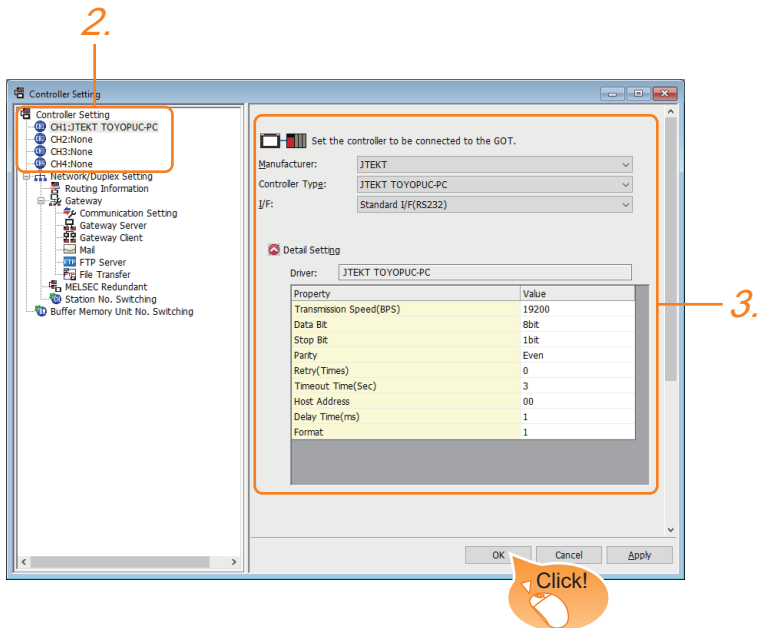 2.
Controller Setting
Controller Setting
CH1:JTEKT TOYOPUC-PC
CH2:None
CH3:None
CH4:None
Network/Duplex Setting
Routing Information
Gateway
Communication Setting
Gateway Server
Gateway Client
Mail
FTP FTP Server
File Transfer
MELSEC Redundant
Station No. Switching
Buffer Memory Unit No. Switching
Set the controller to be connected to the GOT.
Manufacturer: JTEKT
Controller Type: JTEKT TOYOPUC-PC
I/F: Standard I/F(RS232)
Detail Setting
Driver: JTEKT TOYOPUC-PC
Property Value
Transmission Speed(BPS) 19200
Data Bit 8bit
Stop Bit 1bit
Parity Even
Retry(Times) 0
Timeout Time(Sec) 3
Host Address 00
Delay Time(ms) 1
Format 1
3.
OK Cancel Apply
Click!